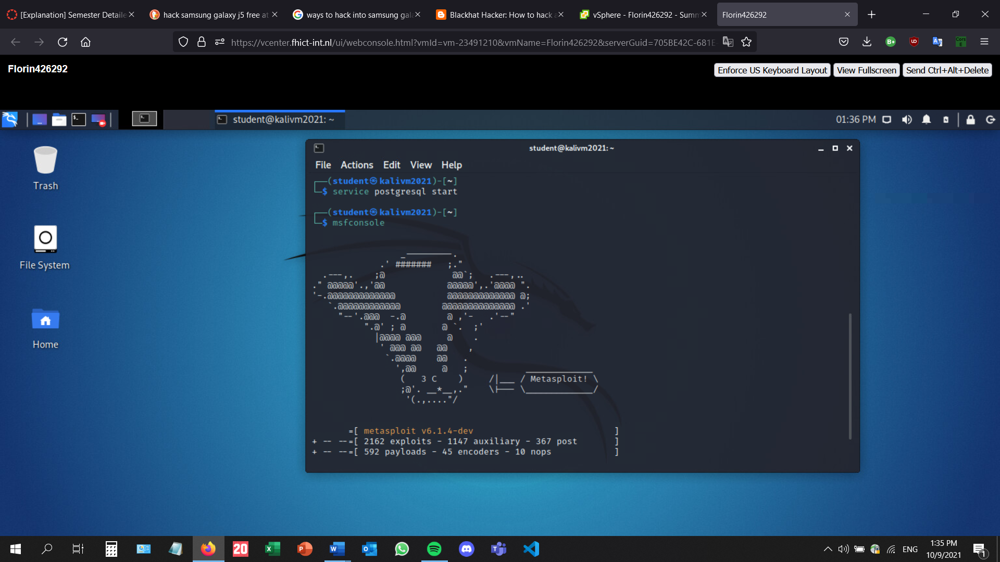 [Explanation] Semester Detaile
hack samsung galaxy j5 free at
ways to hack into samsung gala
Blackhat Hacker: How to hack a
vSphere - Florin426292 - Summ
Florin426292
https://vcenter.fhict-int.nl/ui/webconsole.html?vmId=vm-23491210&vmName=Florin426292&serverGuid=705BE42C-681E-
Florin426292
Enforce US Keyboard Layout
View Fullscreen
Send Ctrl+Alt+Delete
student@kalivm2021: ~
01:36 PM
Trash
File System
Home
student@kalivm2021:~
File Actions Edit View Help
┌──(student㉿kalivm2021)-[~]
└─$ service postgresql start
┌──(student㉿kalivm2021)-[~]
└─$ msfconsole
_---------.
.' #######   ;."
.---,.    ;@             @@`;   .---,..
." @@@@@'.,'@@            @@@@@',.'@@@@ ".
'-.@@@@@@@@@@@@@          @@@@@@@@@@@@@ @;
`.@@@@@@@@@@@@        @@@@@@@@@@@@@@ .'
"--'.@@@  -.@        @ ,'-   .'--"
".@' ; @       @ `.  ;'
|@@@@ @@@     @    .
' @@@ @@   @@    ,
`.@@@@    @@   .
',@@     @   ;
(   3 C    )     /|___ / Metasploit! \
;@'. __*__,."    \|--- \_____________/
'(.,...."/
=[ metasploit v6.1.4-dev ]
+ -- --=[ 2162 exploits - 1147 auxiliary - 367 post ]
+ -- --=[ 592 payloads - 45 encoders - 10 nops ]
ENG
1:35 PM
10/9/2021
1